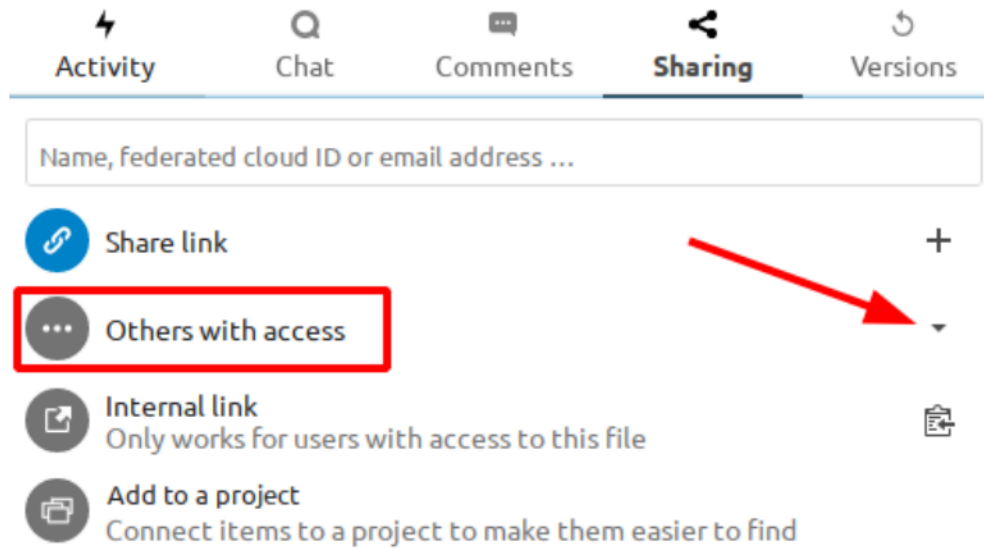 Activity Chat Comments Sharing Versions
Name, federated cloud ID or email address ...
Share link
Others with access
Internal link
Only works for users with access to this file
Add to a project
Connect items to a project to make them easier to find